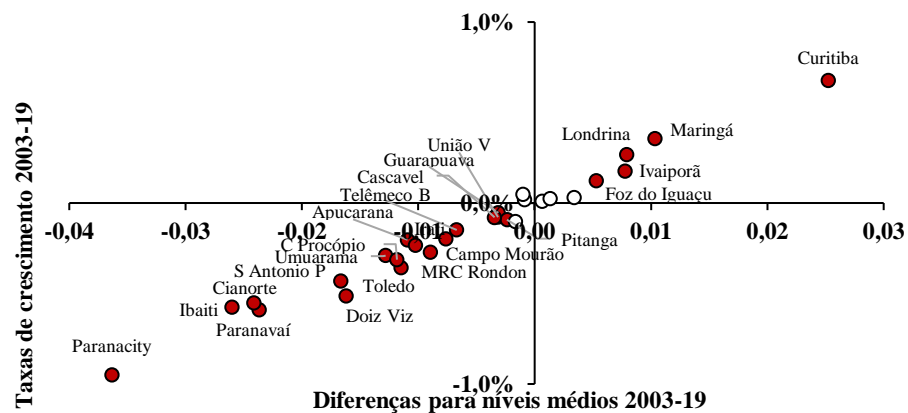 1,0%
Curitiba
União V
Londrina
Maringá
Guarapuava
Cascavel
Ivaiporã
Telêmeco B
Foz do Iguaçu
0,0%
-0,04
-0,03
-0,02
-0,01
0,00
0,01
0,02
0,03
Apucarana
C Procópio
Pitanga
Umuarama
Campo Mourão
S Antonio P
MRC Rondon
Cianorte
Toledo
Ibaiti
Doiz Viz
Paranavaí
Paranacity
-1,0%
Taxas de crescimento 2003-19
Diferenças para níveis médios 2003-19